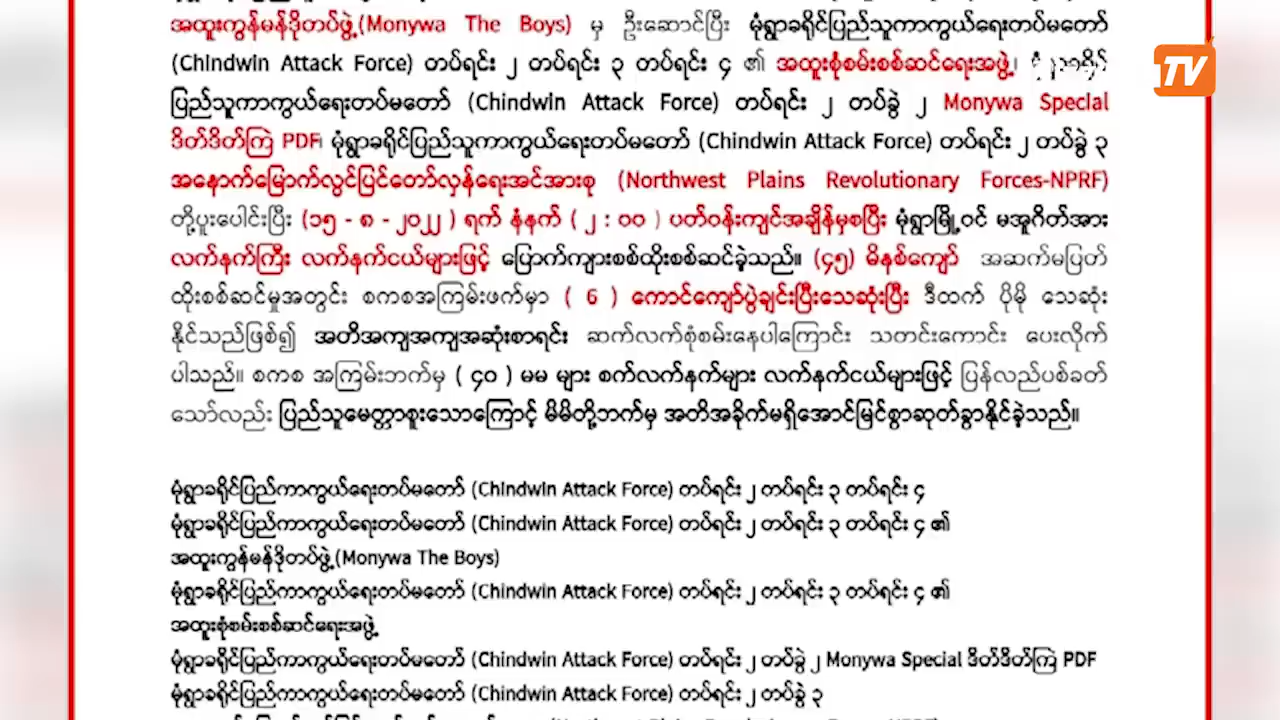 အထူးကွန်မန်ဒိုတပ်ဖွဲ့(Monywa The Boys) မှ ဦးဆောင်ပြီး မုံရွာခရိုင်ပြည်သူ့ကာကွယ်ရေးတပ်မတော်
(Chindwin Attack Force) တပ်ရင်း ၂ တပ်ရင်း ၃ တပ်ရင်း ၄ ၏ အထူးစုံစမ်းစစ်ဆင်ရေးအဖွဲ့၊ မုံရွာခရိုင်
TV
ပြည်သူ့ကာကွယ်ရေးတပ်မတော် (Chindwin Attack Force) တပ်ရင်း ၂ တပ်ခွဲ ၂ Monywa Special
ဒိတ်ဒိတ်ကြဲ PDF၊ မုံရွာခရိုင်ပြည်သူ့ကာကွယ်ရေးတပ်မတော် (Chindwin Attack Force) တပ်ရင်း ၂ တပ်ခွဲ ၃
အနောက်မြောက်လွင်ပြင်တော်လှန်ရေးအင်အားစု (Northwest Plains Revolutionary Forces-NPRF)
တို့ပူးပေါင်းပြီး (၁၅ - ၈ - ၂၀၂၂ ) ရက် နံနက် ( ၂ : ၀၀ ) ပတ်ဝန်းကျင်အချိန်မှစပြီး မုံရွာမြို့ဝင် မအူဂိတ်အား
လက်နက်ကြီး လက်နက်ငယ်များဖြင့် ပြောက်ကျားစစ်ထိုးစစ်ဆင်ခဲ့သည်။ (၄၅) မိနစ်ကျော် အဆက်မပြတ်
ထိုးစစ်ဆင်မှုအတွင်း စကစအကြမ်းဖက်မှာ ( 6 ) ကောင်ကျော်ပွဲချင်းပြီးသေဆုံးပြီး ဒီထက် ပိုမို သေဆုံး
နိုင်သည်ဖြစ်၍ အတိအကျအကျအဆုံးစာရင်း ဆက်လက်စုံစမ်းနေပါကြောင်း သတင်းကောင်း ပေးလိုက်
ပါသည်။ စကစ အကြမ်းဘက်မှ ( ၄၀ ) မမ များ စက်လက်နက်များ လက်နက်ငယ်များဖြင့် ပြန်လည်ပစ်ခတ်
သော်လည်း ပြည်သူ့မေတ္တာစူးသောကြောင့် မိမိတို့ဘက်မှ အထိအခိုက်မရှိအောင်မြင်စွာဆုတ်ခွာနိုင်ခဲ့သည်။
မုံရွာခရိုင်ပြည်ကာကွယ်ရေးတပ်မတော် (Chindwin Attack Force) တပ်ရင်း ၂ တပ်ရင်း ၃ တပ်ရင်း ၄
မုံရွာခရိုင်ပြည်ကာကွယ်ရေးတပ်မတော် (Chindwin Attack Force) တပ်ရင်း ၂ တပ်ရင်း ၃ တပ်ရင်း ၄ ၏
အထူးကွန်မန်ဒိုတပ်ဖွဲ့(Monywa The Boys)
မုံရွာခရိုင်ပြည်ကာကွယ်ရေးတပ်မတော် (Chindwin Attack Force) တပ်ရင်း ၂ တပ်ရင်း ၃ တပ်ရင်း ၄ ၏
အထူးစုံစမ်းစစ်ဆင်ရေးအဖွဲ့
မုံရွာခရိုင်ပြည်ကာကွယ်ရေးတပ်မတော် (Chindwin Attack Force) တပ်ရင်း ၂ တပ်ခွဲ ၂ Monywa Special ဒိတ်ဒိတ်ကြဲ PDF
မုံရွာခရိုင်ပြည်ကာကွယ်ရေးတပ်မတော် (Chindwin Attack Force) တပ်ရင်း ၂ တပ်ခွဲ ၃